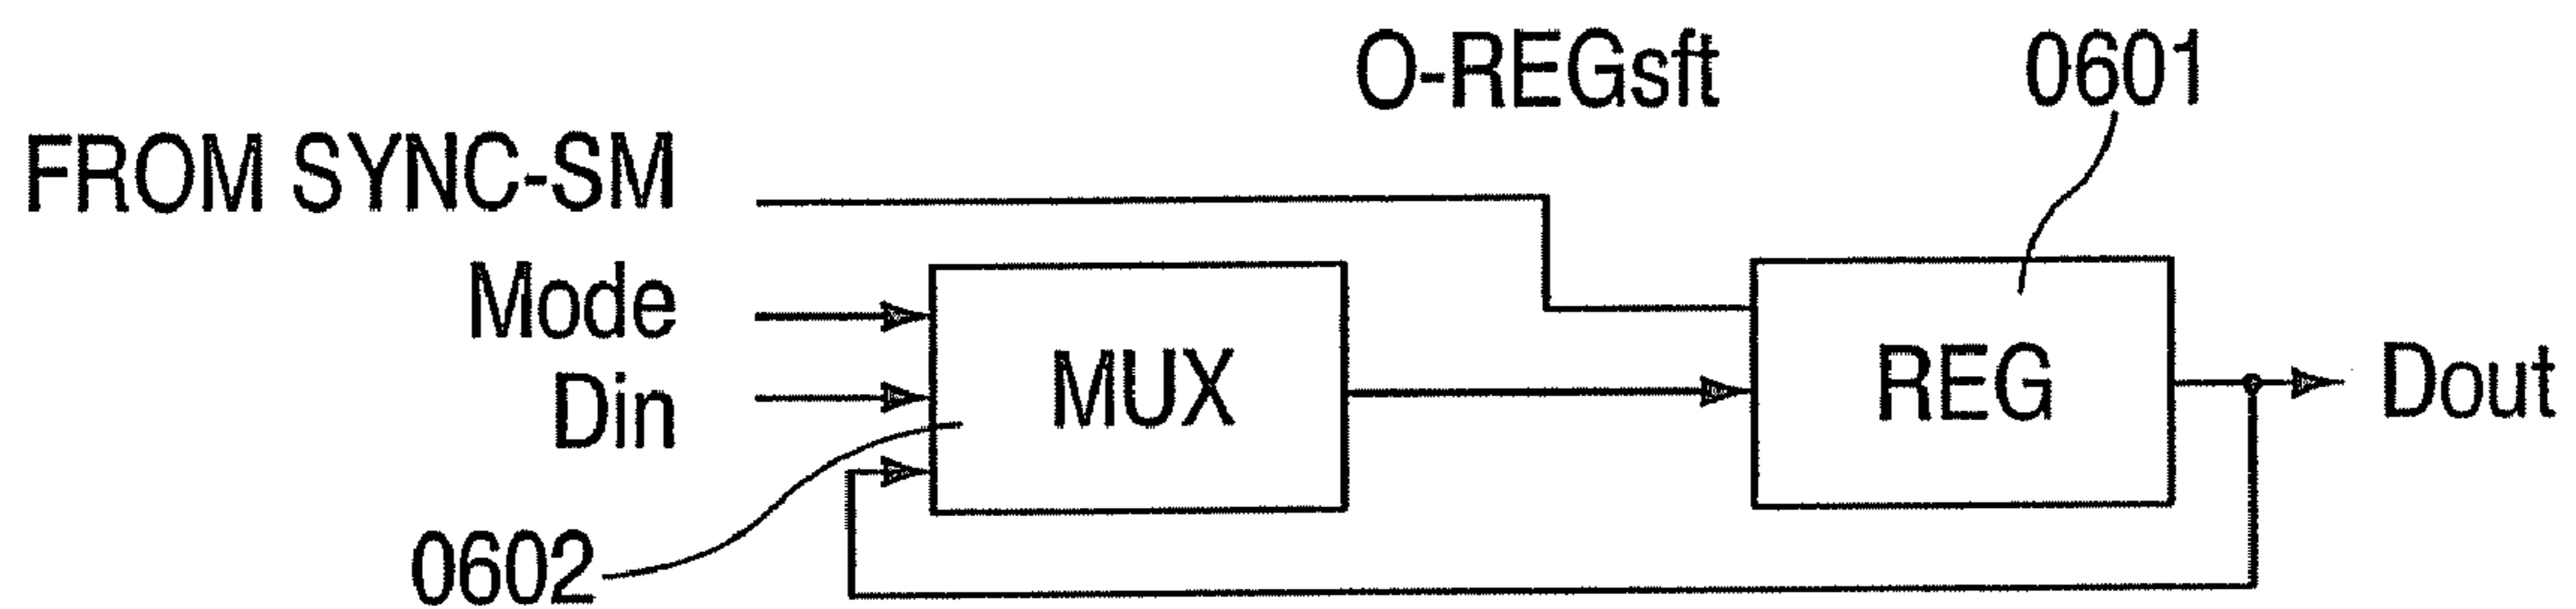 O-REGsft
0601
FROM SYNC-SM
Mode
Din
MUX
REG
Dout
0602